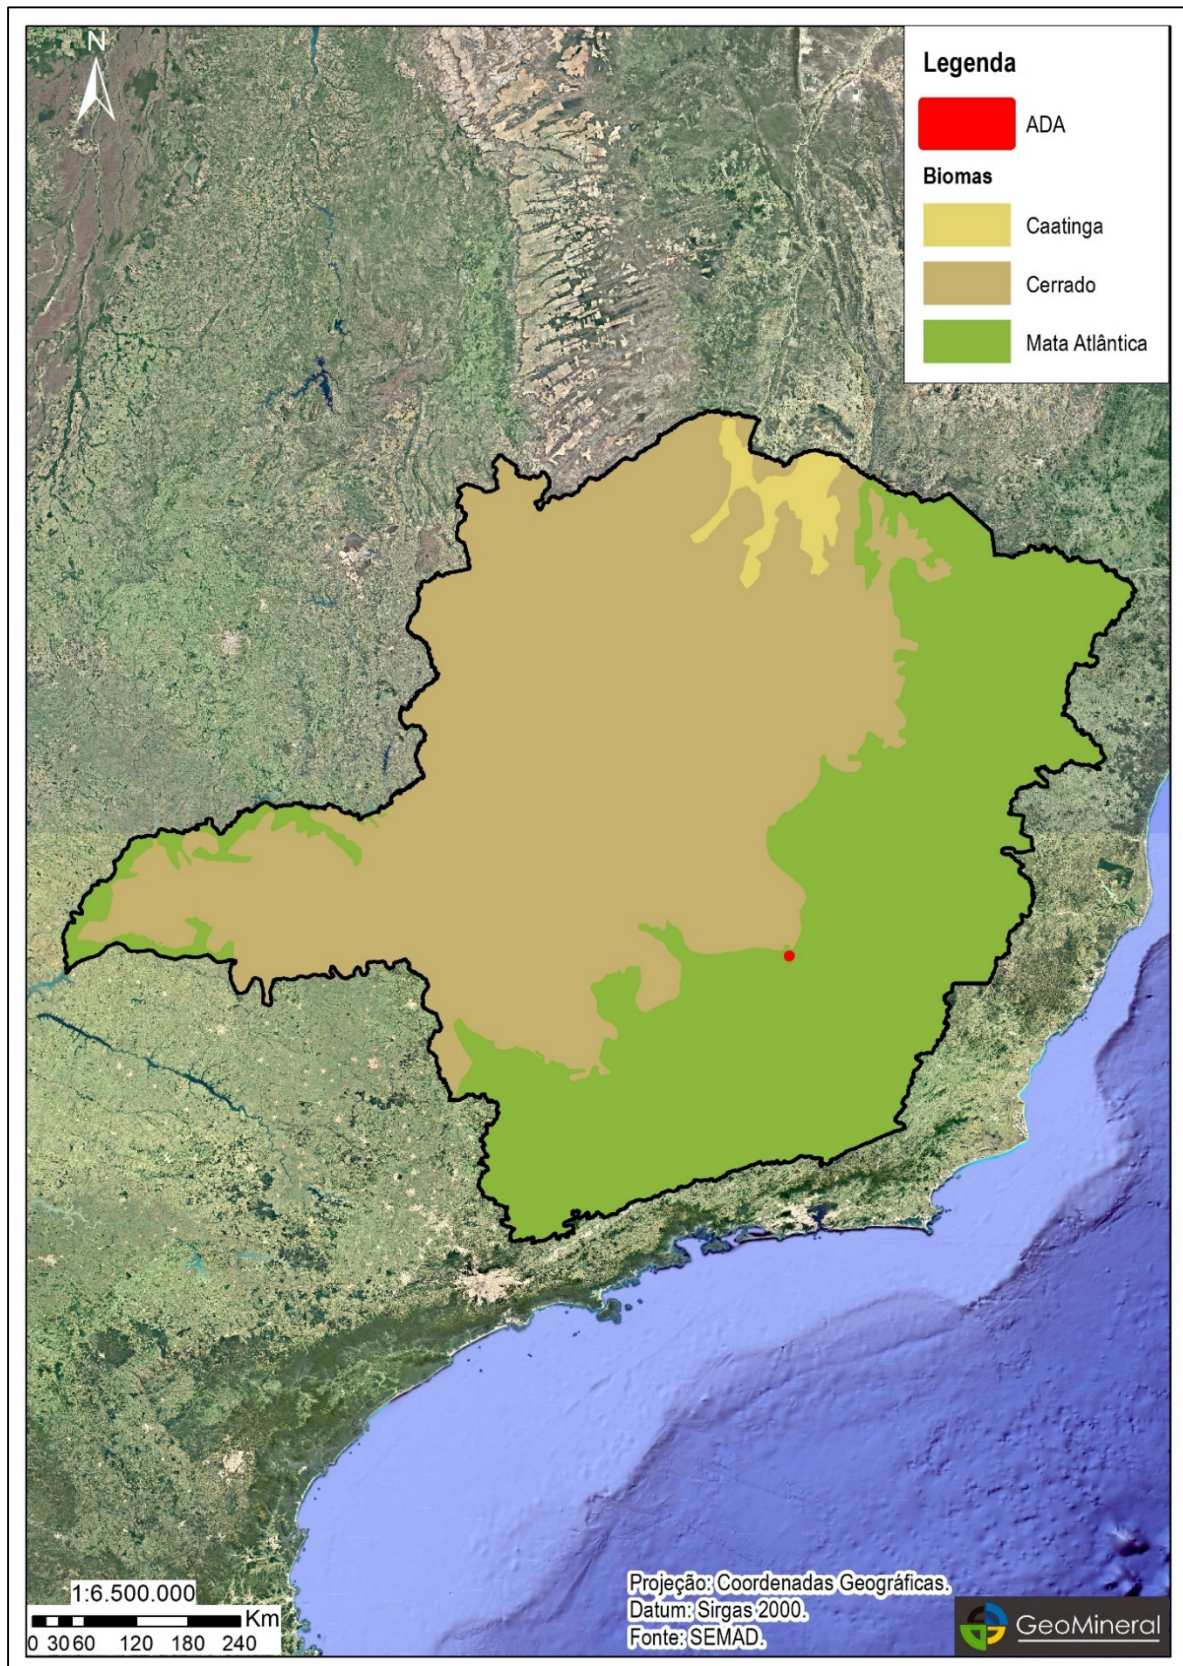 N
Legenda
ADA
Biomas
Caatinga
Cerrado
Mata Atlântica
1:6.500.000
Km
0 30 60 120 180 240
Projeção: Coordenadas Geográficas.
Datum: Sirgas 2000.
Fonte: SEMAD.
GeoMineral